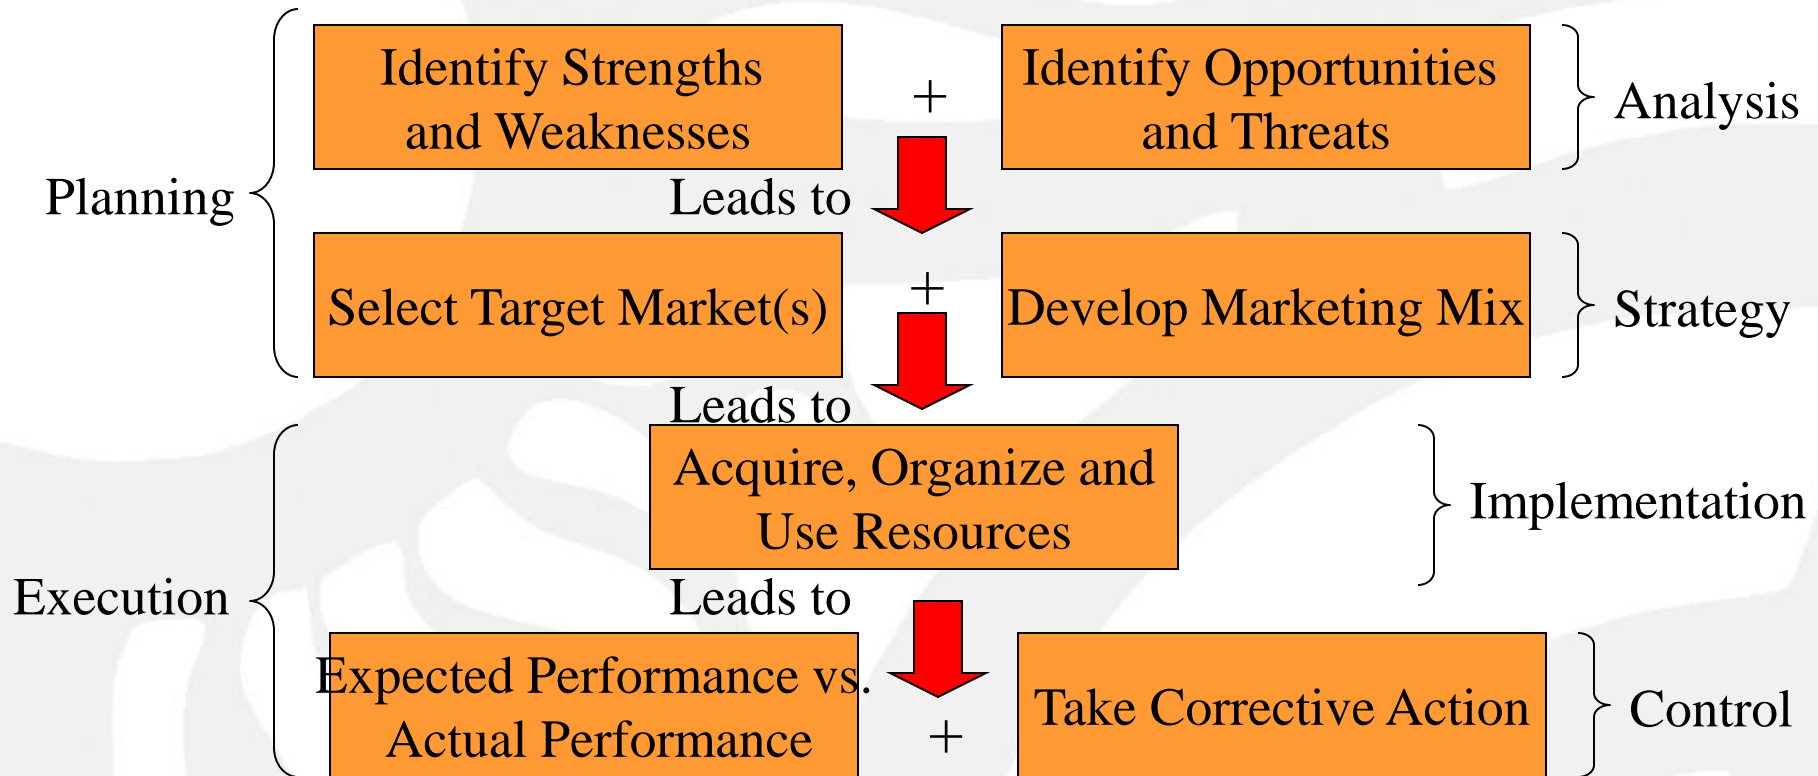 Identify Strengths
and Weaknesses
+
Identify Opportunities
and Threats
Analysis
Planning
Leads to
Select Target Market(s)
+
Develop Marketing Mix
Strategy
Leads to
Acquire, Organize and
Use Resources
Implementation
Execution
Leads to
Expected Performance vs.
Actual Performance
+
Take Corrective Action
Control